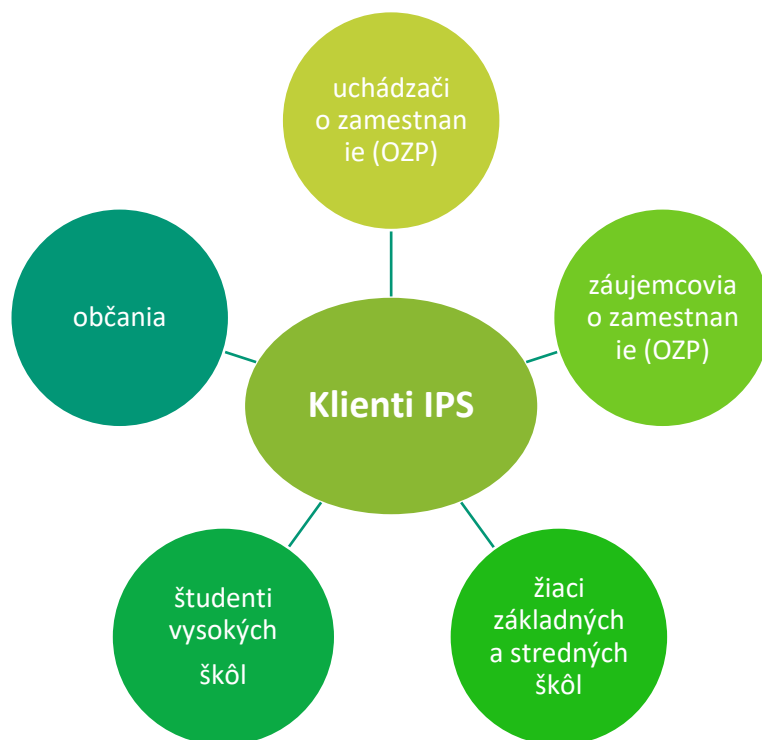 uchádzači
o zamestnan
ie (OZP)
občania
záujemcovia
o zamestnan
ie (OZP)
Klienti IPS
študenti
vysokých
škôl
žiaci
základných
a stredných
škôl